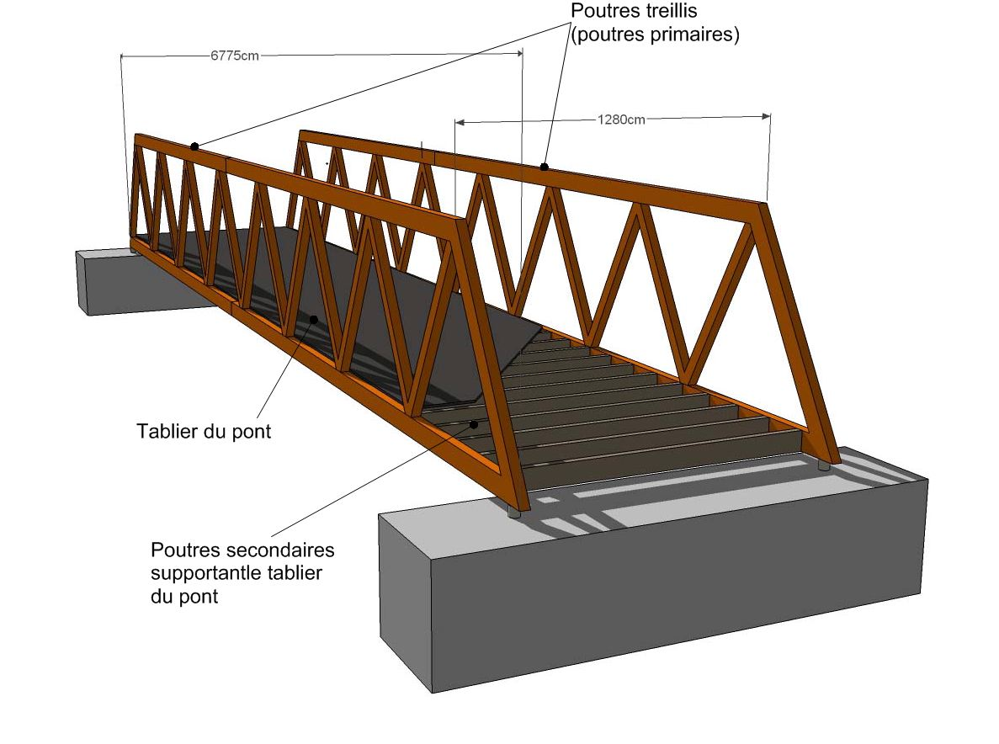 Poutres treillis
(poutres primaires)
6775cm
1280cm
Tablier du pont
Poutres secondaires
supportantle tablier
du pont